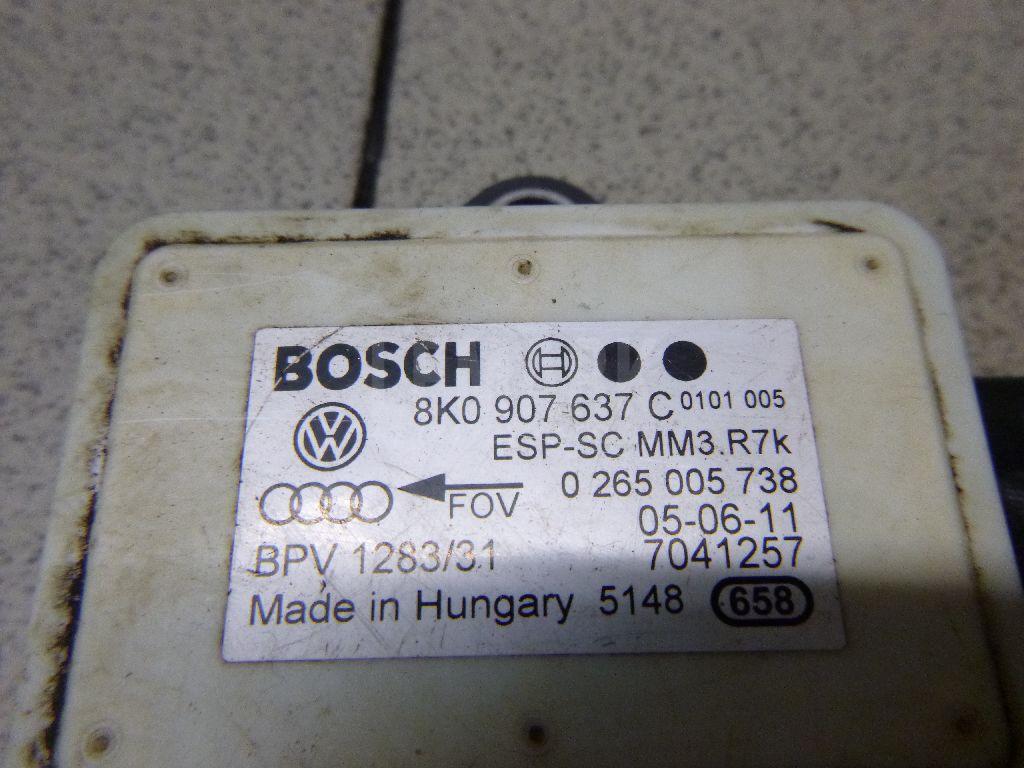 BOSCH
8K0 907 637 C 0101 005
ESP-SC MM3.R7k
FOV 0 265 005 738
05-06-11
BPV 1283/31 7041257
Made in Hungary 5148 658